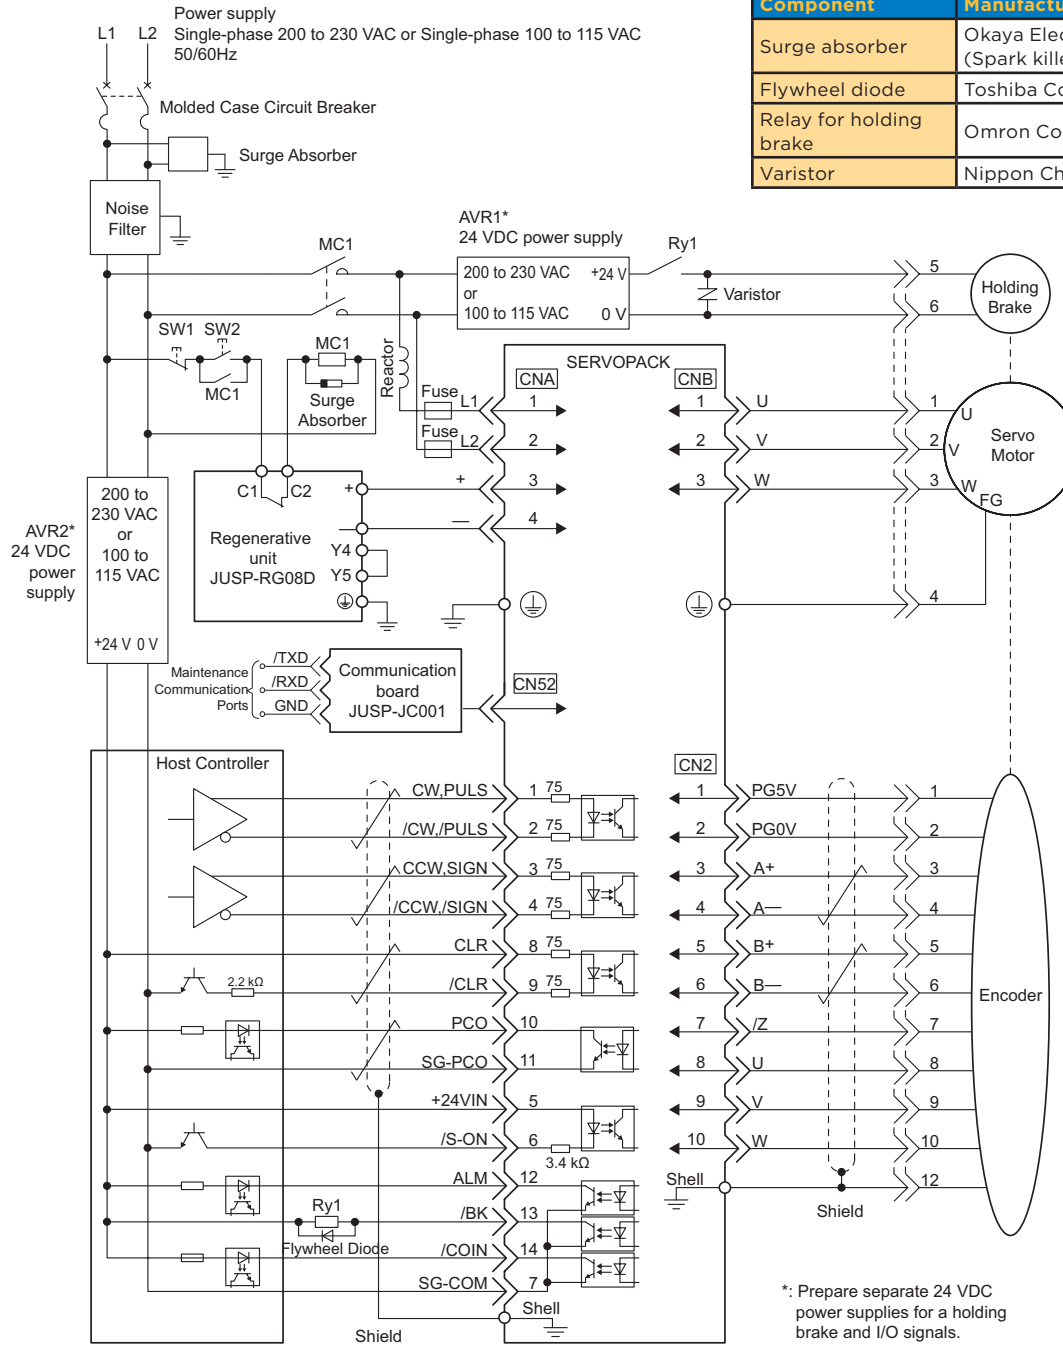 Power supply
L1 L2 Single-phase 200 to 230 VAC or Single-phase 100 to 115 VAC
50/60Hz
Molded Case Circuit Breaker
Surge Absorber
Noise
Filter
Component
Surge absorber
Okaya
(Spark
Flywheel diode
Toshiba
Relay for holding
brake
Omron
Varistor
Nippon
AVR1*
24 VDC power supply
MC1
Ry1
200 to 230 VAC +24 V
or
100 to 115 VAC 0 V
Varistor
5
6
Holding
Brake
SW1 SW2
MC1
MC1
Surge
Absorber
Reactor
Fuse
L1
Fuse
L2
SERVOPACK
CNA
CNB
1
2
3
4
+
—
1 U
2 V
3 W
1 U
2 V
3 W
FG
4
Servo
Motor
AVR2*
24 VDC
power
supply
200 to
230 VAC
or
100 to
115 VAC
+24 V 0 V
C1 C2
+
—
Y4
Y5
Regenerative
unit
JUSP-RG08D
Maintenance
Communication
Ports
/TXD
/RXD
GND
Communication
board
JUSP-JC001
CN52
Host Controller
CN2
CW,PULS 1 75
/CW,/PULS 2 75
CCW,SIGN 3 75
/CCW,/SIGN 4 75
CLR 8 75
2.2 kΩ
/CLR 9 75
PCO 10
SG-PCO 11
+24VIN 5
/S-ON 6
3.4 kΩ
ALM 12
Ry1
/BK 13
Flywheel Diode
/COIN 14
SG-COM 7
Shell
Shield
1 PG5V 1
2 PG0V 2
3 A+ 3
4 A— 4
5 B+ 5
6 B— 6
7 /Z 7
8 U 8
9 V 9
10 W 10
Shell
12
Shield
Encoder
*: Prepare separate 24 VDC
power supplies for a holding
brake and I/O signals.